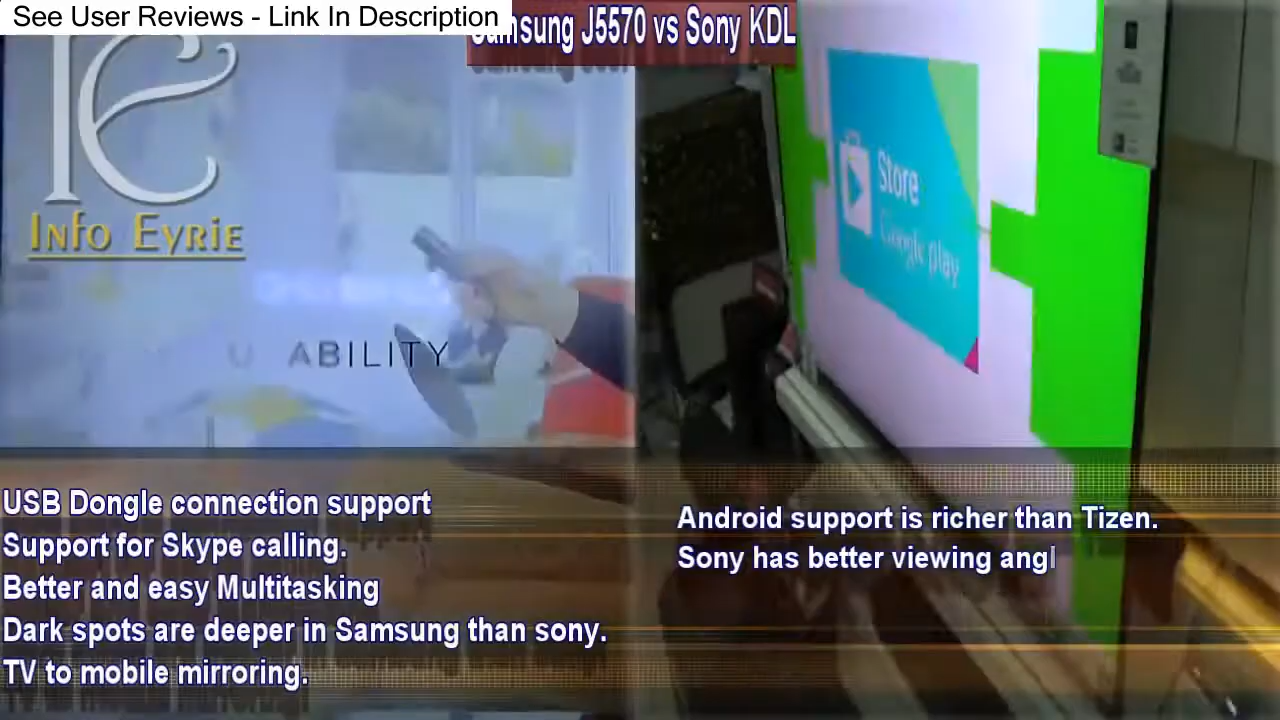 See User Reviews - Link In Description
Samsung J5570 vs Sony KDL
Info Eyrie
Store
Google play
U ABILITY
USB Dongle connection support
Support for Skype calling.
Better and easy Multitasking
Dark spots are deeper in Samsung than sony.
TV to mobile mirroring.
Android support is richer than Tizen.
Sony has better viewing angl